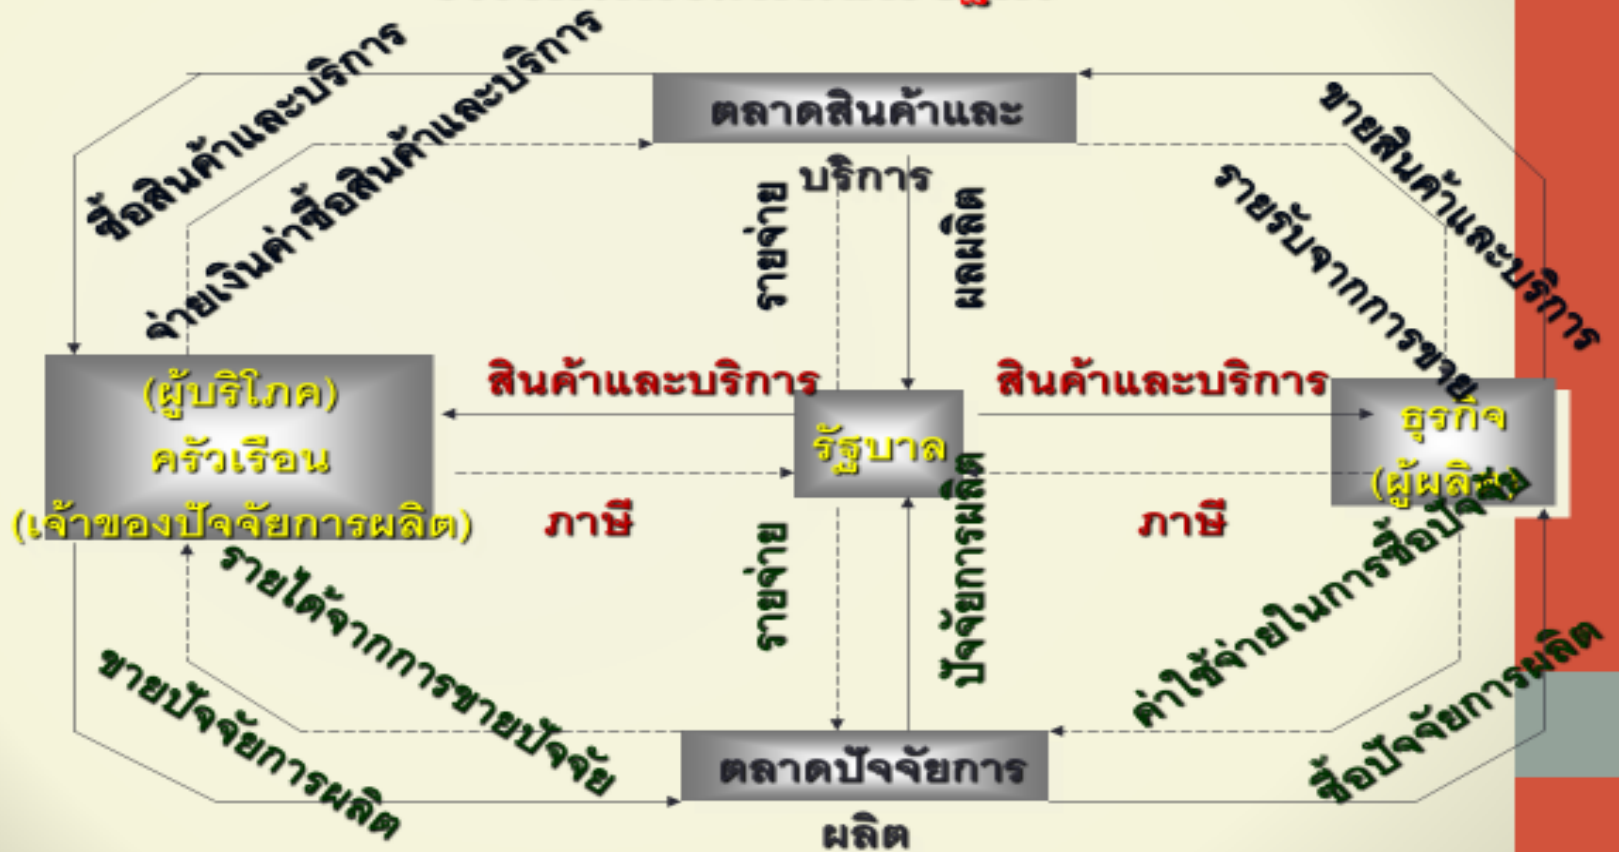 ซื้อสินค้าและบริการ
จ่ายเงินค่าซื้อสินค้าและบริการ
ตลาดสินค้าและ
บริการ
ขายสินค้าและบริการ
รายรับจากการขาย
รายจ่าย
ผลผลิต
(ผู้บริโภค)
ครัวเรือน
(เจ้าของปัจจัยการผลิต)
สินค้าและบริการ
ภาษี
รัฐบาล
สินค้าและบริการ
ภาษี
ธุรกิจ
(ผู้ผลิต)
รายได้จากการขายปัจจัย
ขายปัจจัยการผลิต
รายจ่าย
ปัจจัยการผลิต
ค่าใช้จ่ายในการซื้อปัจจัย
ซื้อปัจจัยการผลิต
ตลาดปัจจัยการ
ผลิต